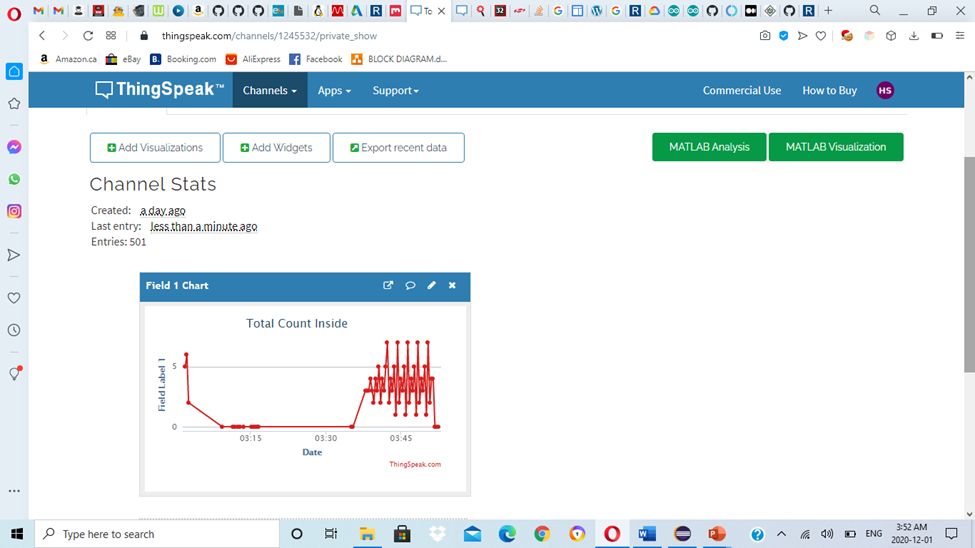 To
thingspeak.com/channels/1245532/private_show
Amazon.ca eBay Booking.com AliExpress Facebook BLOCK DIAGRAM.d...
ThingSpeak™ Channels Apps Support Commercial Use How to Buy HS
Add Visualizations Add Widgets Export recent data MATLAB Analysis MATLAB Visualization
Channel Stats
Created: a day ago
Last entry: less than a minute ago
Entries: 501
Field 1 Chart
Total Count Inside
Field Label 1
5
0
03:15 03:30 03:45
Date
ThingSpeak.com
Type here to search
ENG
3:52 AM
2020-12-01